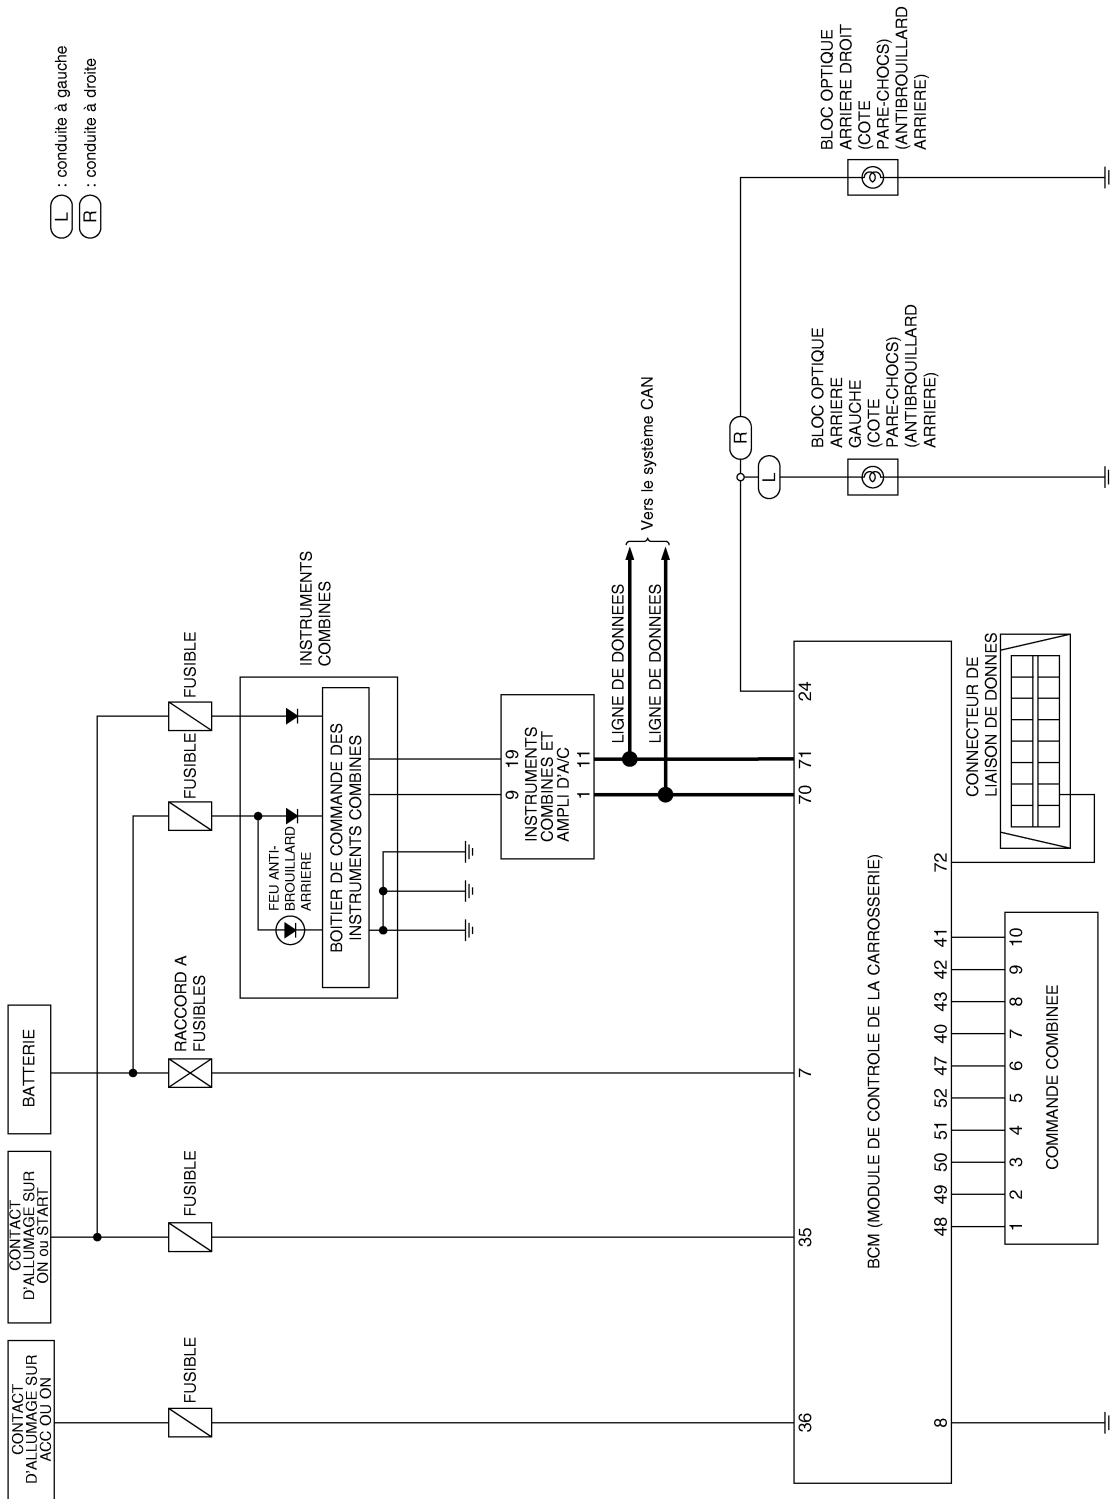 CONTACT
D'ALLUMAGE SUR
ACC OU ON
CONTACT
D'ALLUMAGE SUR
ON ou START
BATTERIE
L : conduite à gauche
R : conduite à droite
FUSIBLE
FUSIBLE
RACCORD A
FUSIBLES
FUSIBLE
FUSIBLE
INSTRUMENTS
COMBINES
FEU ANTI-
BROUILLARD
ARRIERE
BOITIER DE COMMANDE DES
INSTRUMENTS COMBINES
9 19
INSTRUMENTS
COMBINES ET
AMPLI D'A/C
1 11
LIGNE DE DONNEES
LIGNE DE DONNEES
Vers le système CAN
R
L
BLOC OPTIQUE
ARRIERE
GAUCHE
(COTE
PARE-CHOCS)
(ANTIBROUILLARD
ARRIERE)
BLOC OPTIQUE
ARRIERE DROIT
(COTE
PARE-CHOCS)
(ANTIBROUILLARD
ARRIERE)
36 35 7 70 71 24
BCM (MODULE DE CONTROLE DE LA CARROSSERIE)
8 48 49 50 51 52 47 40 43 42 41 72
1 2 3 4 5 6 7 8 9 10
COMMANDE COMBINEE
CONNECTEUR DE
LIAISON DE DONNES